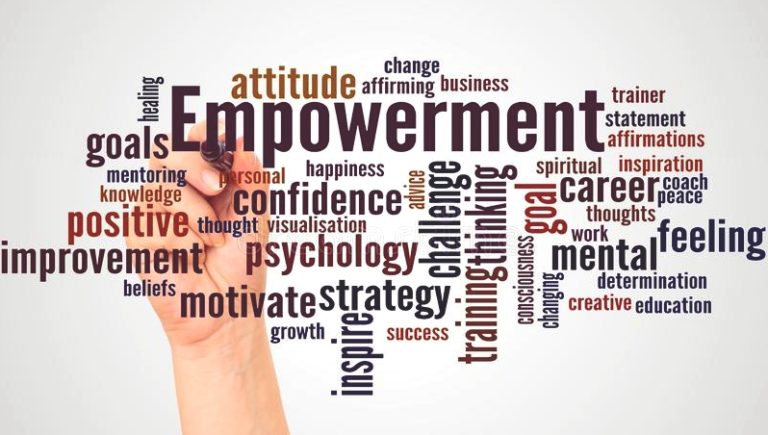 change
attitude
affirming
business
healing
Empowerment
trainer
statement
goals
affirmations
mentoring
personal
happiness
advice
challenge
thinking
spiritual
inspiration
knowledge
confidence
goal
career
coach
peace
positive
thought
visualisation
thoughts
work
feeling
improvement
psychology
training
consciousness
mental
beliefs
motivate
strategy
changing
determination
creative
education
growth
inspire
success